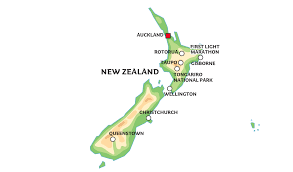 AUCKLAND
FIRST LIGHT
MARATHON
ROTORUA
TAUPO
GISBORNE
NEW ZEALAND
TONGARIRO
NATIONAL PARK
WELLINGTON
CHRISTCHURCH
QUEENSTOWN